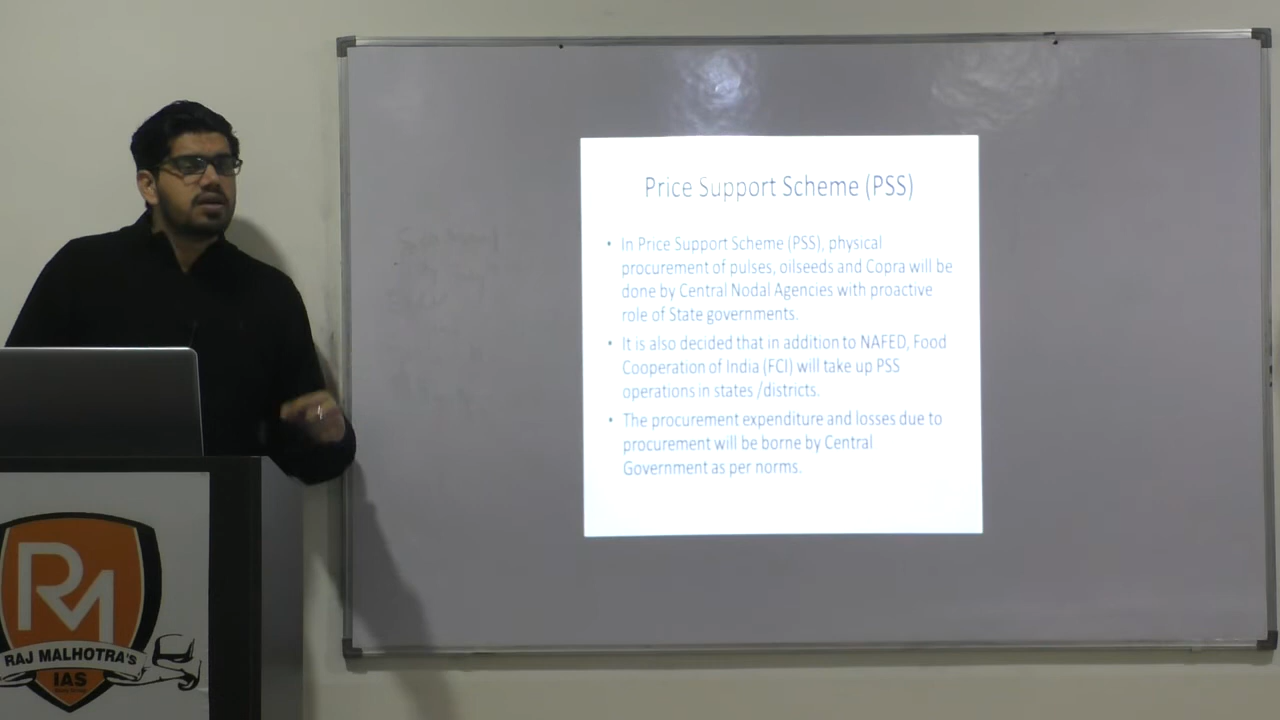 Price Support Scheme (PSS)
• In Price Support Scheme (PSS), physical
procurement of pulses, oilseeds and Copra will be
done by Central Nodal Agencies with proactive
role of State governments.
• It is also decided that in addition to NAFED, Food
Cooperation of India (FCI) will take up PSS
operations in states /districts.
• The procurement expenditure and losses due to
procurement will be borne by Central
Government as per norms.
RM
RAJ MALHOTRA'S
IAS